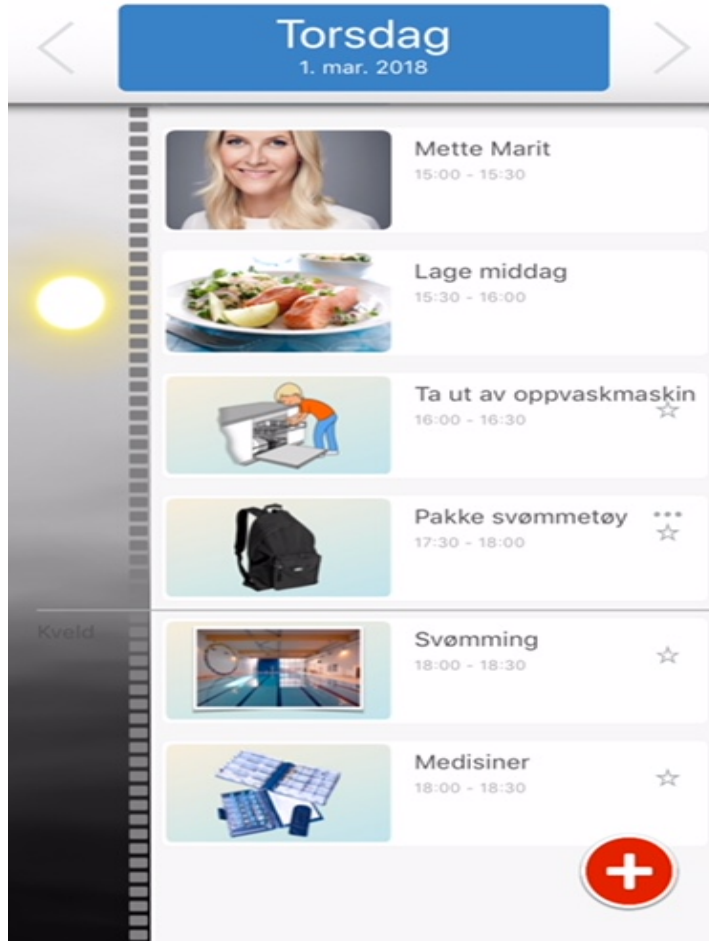 Torsdag
1. mar. 2018
Mette Marit
15:00 - 15:30
Lage middag
15:30 - 16:00
Ta ut av oppvaskmaskin
16:00 - 16:30
Pakke svømmetøy
17:30 - 18:00
Kveld
Svømming
18:00 - 18:30
Medisiner
18:00 - 18:30